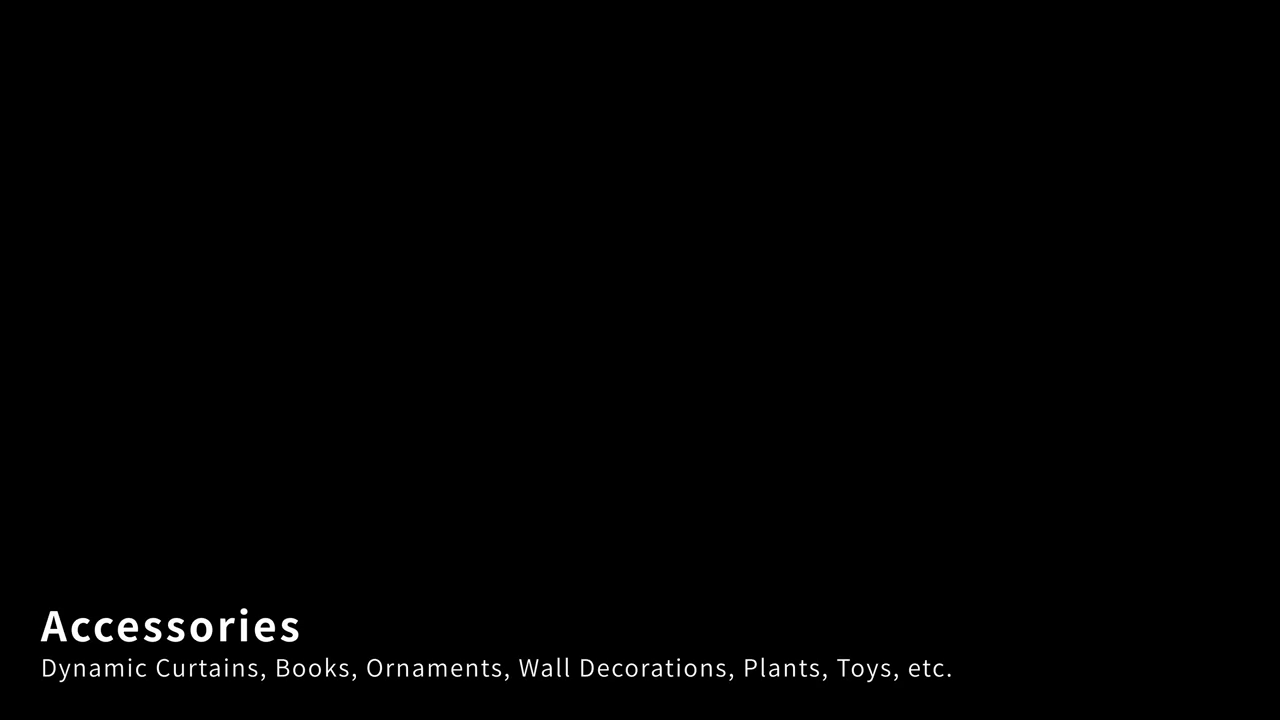 Accessories
Dynamic Curtains, Books, Ornaments, Wall Decorations, Plants, Toys, etc.